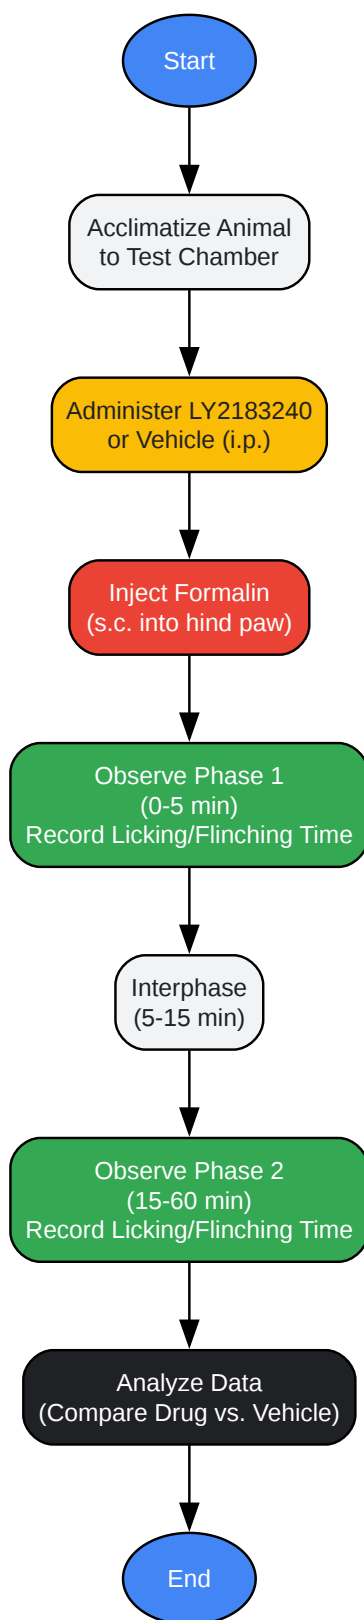 Start
Acclimatize Animal
to Test Chamber
Administer LY2183240
or Vehicle (i.p.)
Inject Formalin
(s.c. into hind paw)
Observe Phase 1
(0-5 min)
Record Licking/Flinching Time
Interphase
(5-15 min)
Observe Phase 2
(15-60 min)
Record Licking/Flinching Time
Analyze Data
(Compare Drug vs. Vehicle)
End